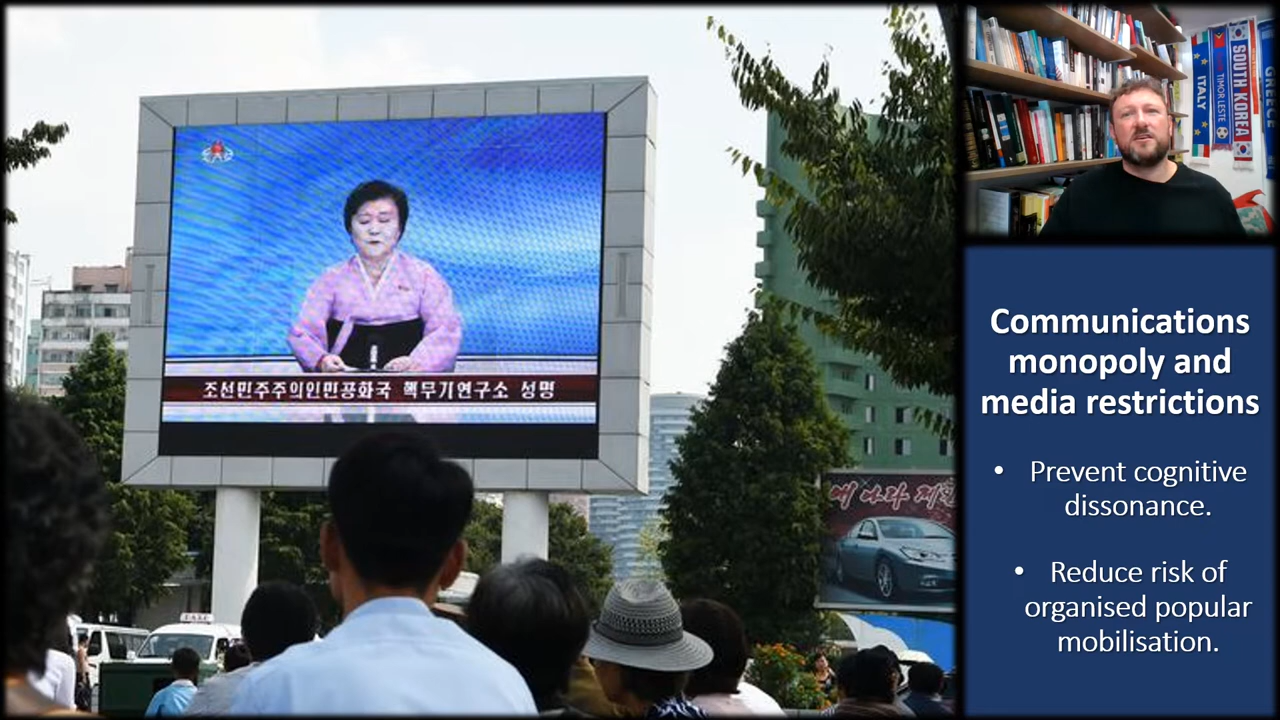 조선민주주의인민공화국 핵무기연구소 성명
ITALY
TIMOR LESTE
SOUTH KOREA
GREECE
Communications
monopoly and
media restrictions
• Prevent cognitive
dissonance.
• Reduce risk of
organised popular
mobilisation.